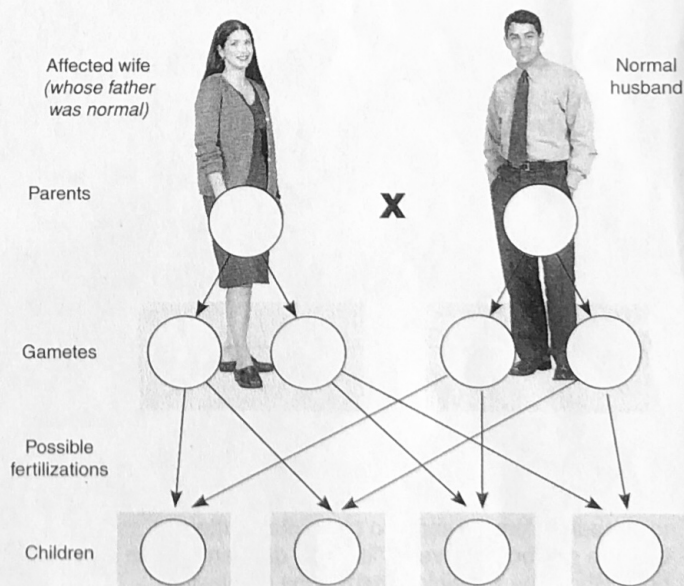 Affected wife
(whose father
was normal)
Normal
husband
Parents
X
Gametes
Possible
fertilizations
Children